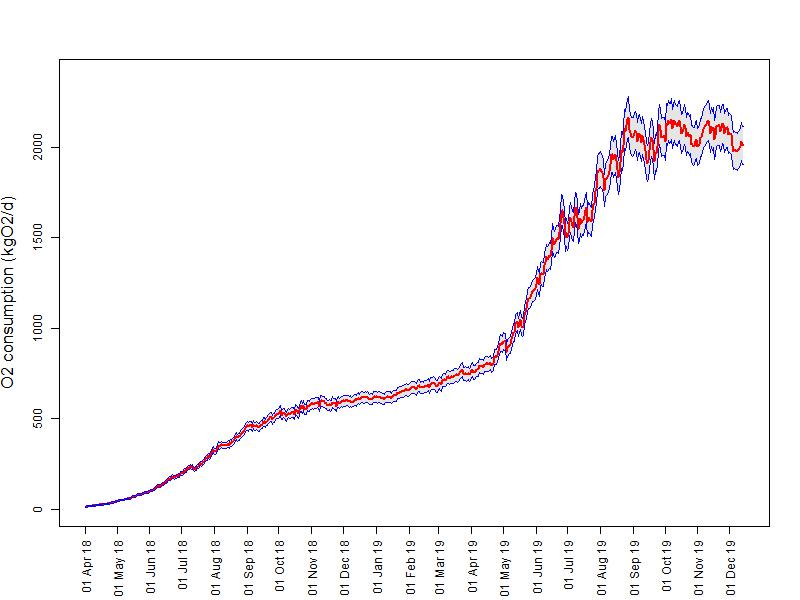 O2 consumption (kgO2/d)
2000
1500
1000
500
0
01 Apr 18
01 May 18
01 Jun 18
01 Jul 18
01 Aug 18
01 Sep 18
01 Oct 18
01 Nov 18
01 Dec 18
01 Jan 19
01 Feb 19
01 Mar 19
01 Apr 19
01 May 19
01 Jun 19
01 Jul 19
01 Aug 19
01 Sep 19
01 Oct 19
01 Nov 19
01 Dec 19